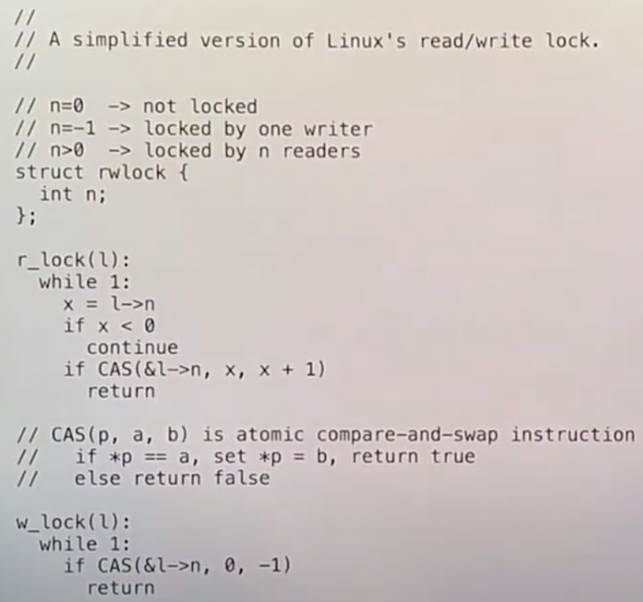 //
// A simplified version of Linux's read/write lock.
//

// n=0  -> not locked
// n=-1 -> locked by one writer
// n>0  -> locked by n readers
struct rwlock {
  int n;
};

r_lock(l):
  while 1:
    x = l->n
    if x < 0
      continue
    if CAS(&l->n, x, x + 1)
      return

// CAS(p, a, b) is atomic compare-and-swap instruction
//   if *p == a, set *p = b, return true
//   else return false

w_lock(l):
  while 1:
    if CAS(&l->n, 0, -1)
      return